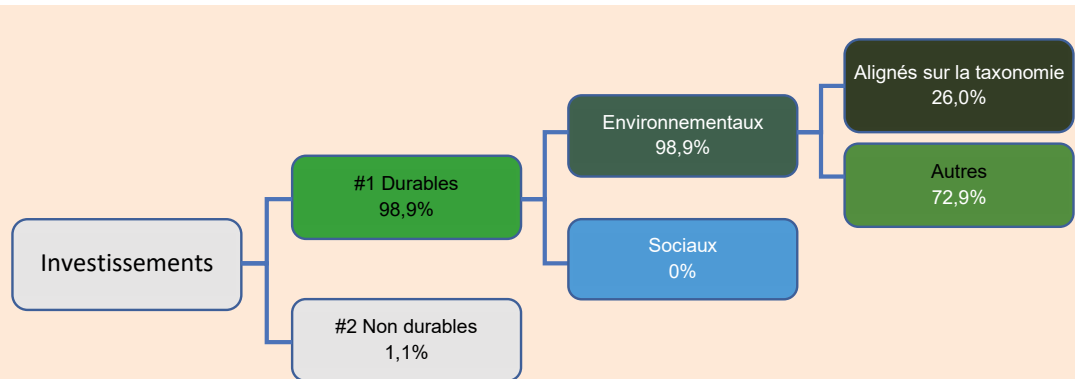 Investissements
#1 Durables
98,9%
#2 Non durables
1,1%
Environnementaux
98,9%
Sociaux
0%
Alignés sur la taxonomie
26,0%
Autres
72,9%